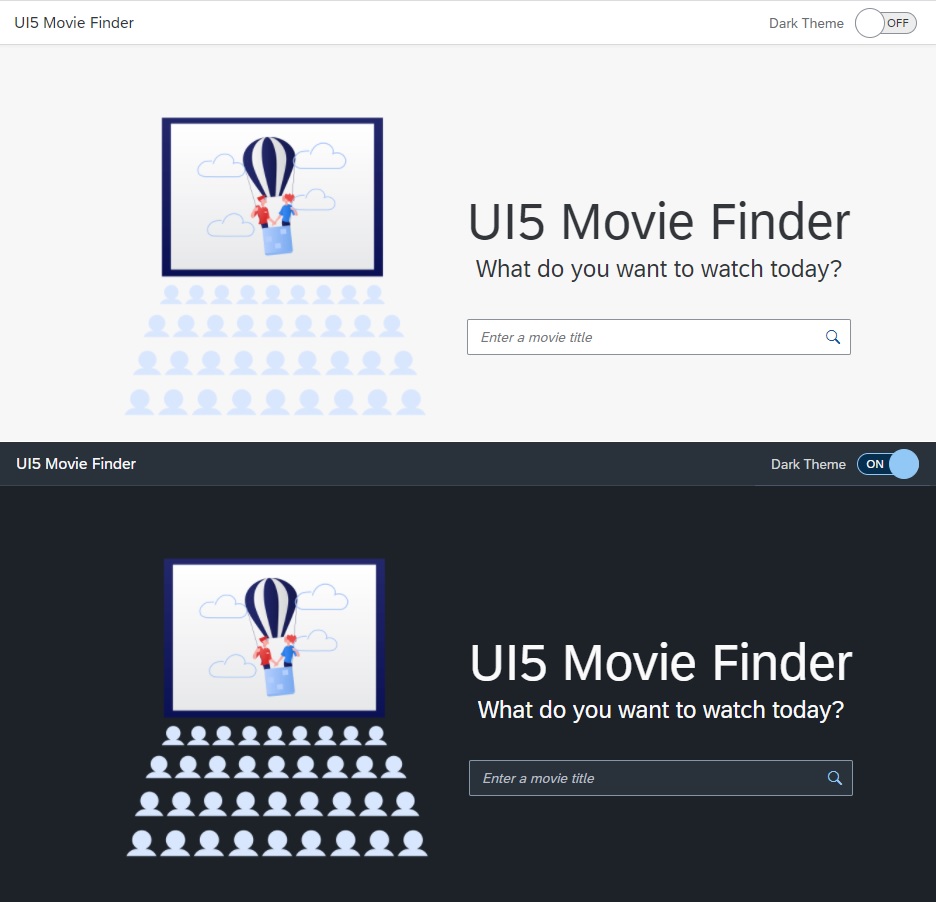 UI5 Movie Finder
Dark Theme
OFF
UI5 Movie Finder
What do you want to watch today?
Enter a movie title
UI5 Movie Finder
Dark Theme
ON
UI5 Movie Finder
What do you want to watch today?
Enter a movie title